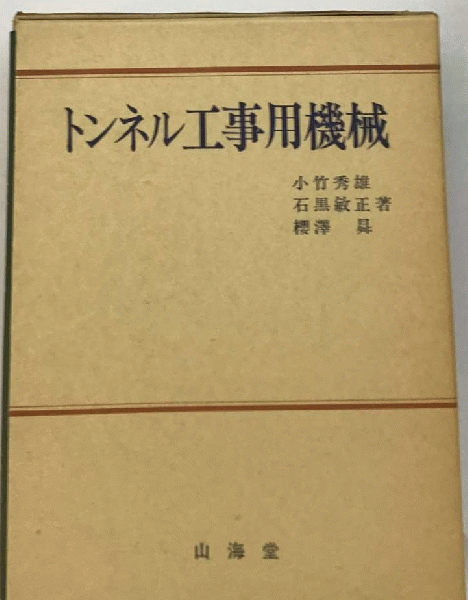 トンネル工事用機械
小竹秀雄
石黒敏正著
櫻澤 昇
山海堂